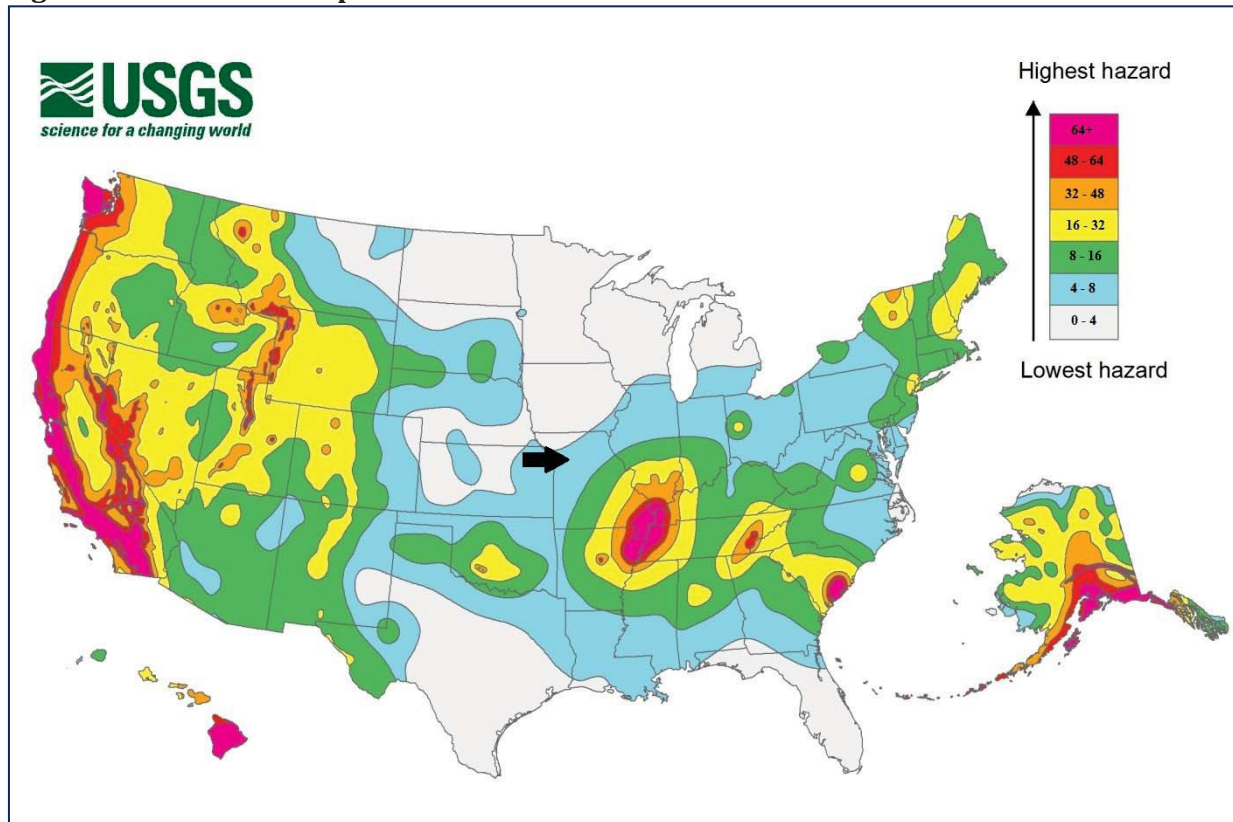 USGS
science for a changing world
Highest hazard
64+
48 - 64
32 - 48
16 - 32
8 - 16
4 - 8
0 - 4
Lowest hazard